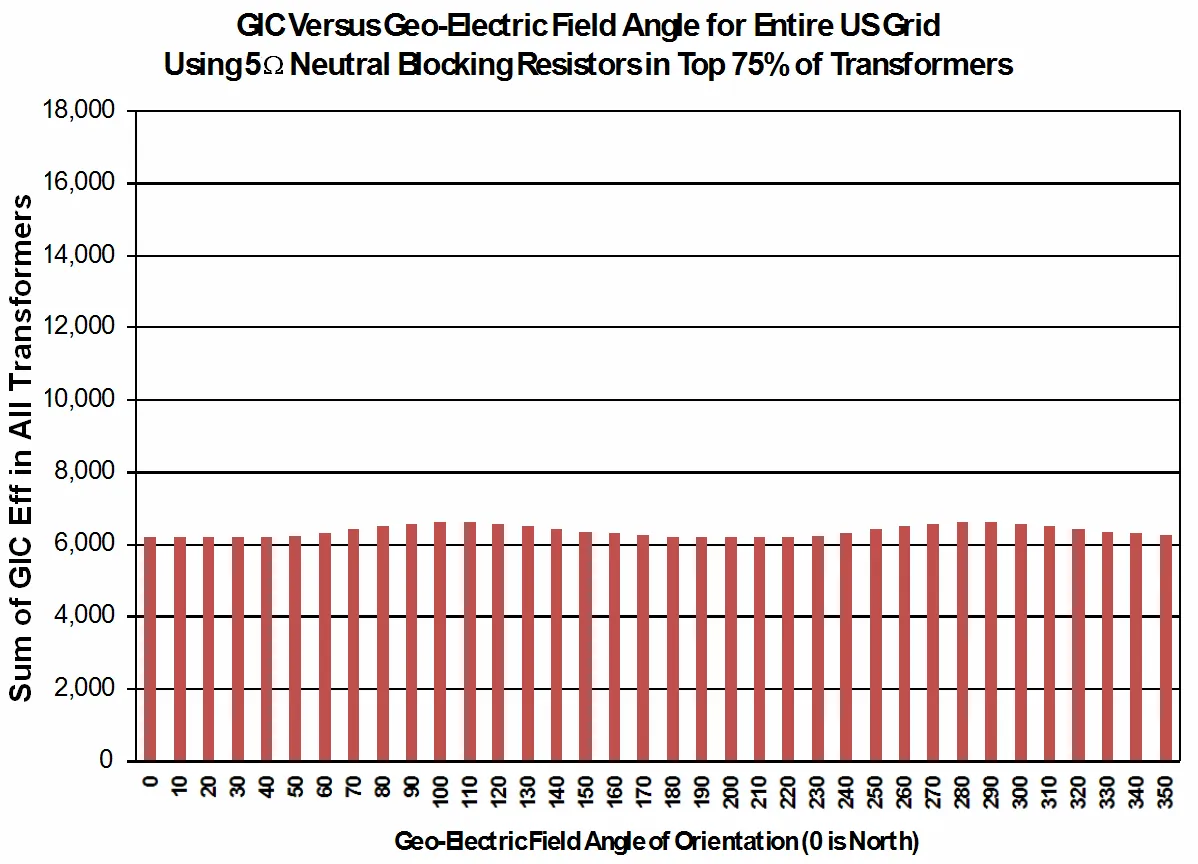 GIC Versus Geo-Electric Field Angle for Entire US Grid
Using 5Ω Neutral Blocking Resistors in Top 75% of Transformers
18,000
16,000
14,000
12,000
10,000
8,000
6,000
4,000
2,000
0
Sum of GIC Eff in All Transformers
0 10 20 30 40 50 60 70 80 90 100 110 120 130 140 150 160 170 180 190 200 210 220 230 240 250 260 270 280 290 300 310 320 330 340 350
Geo-Electric Field Angle of Orientation (0 is North)